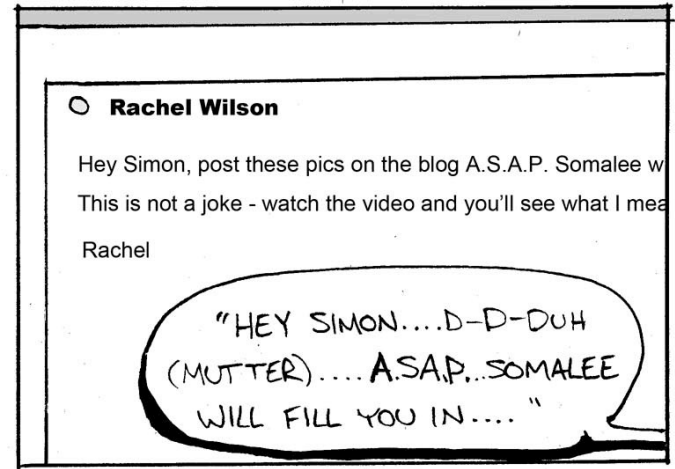 Rachel Wilson
Hey Simon, post these pics on the blog A.S.A.P. Somalee w
This is not a joke - watch the video and you'll see what I mea
Rachel
"HEY SIMON....D-D-DUH
(MUTTER)....A.S.A.P...SOMALEE
WILL FILL YOU IN...."